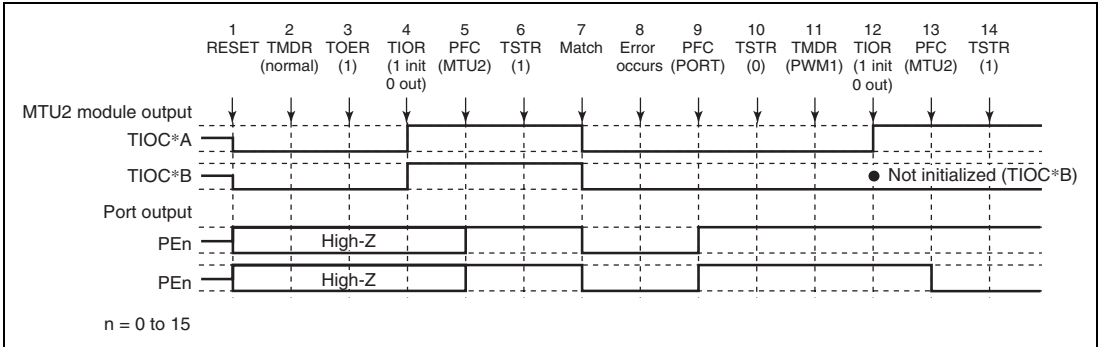 1 2 3 4 5 6 7 8 9 10 11 12 13 14
RESET TMDR TOER TIOR PFC TSTR Match Error PFC TSTR TMDR TIOR PFC TSTR
(normal) (1) (1 init (MTU2) (1) occurs (PORT) (0) (PWM1) (1 init (MTU2) (1)
0 out) 0 out)
MTU2 module output
TIOC*A
TIOC*B ● Not initialized (TIOC*B)
Port output
PEn High-Z
PEn High-Z
n = 0 to 15